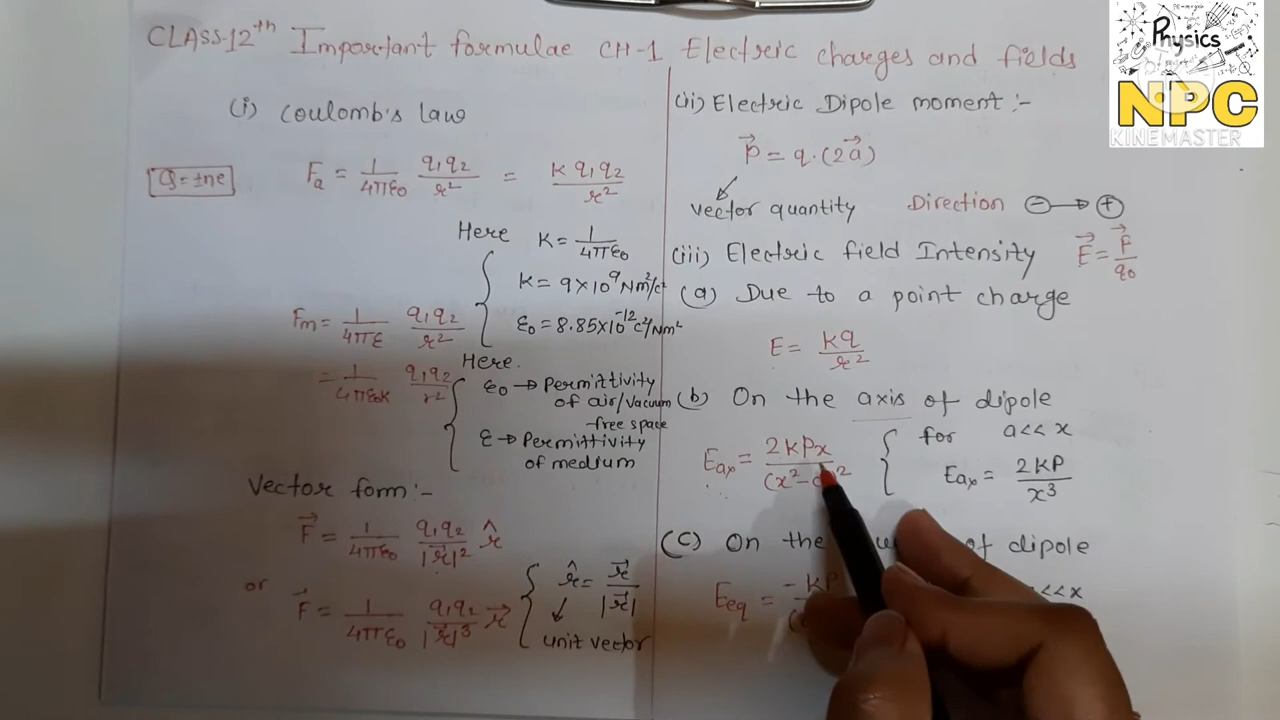 CLASS-12th Important formulae CH-1 Electric charges and fields
(i) Coulomb's law
Q = ±ne
Fa = 1/4πε0 q1q2/r² = K q1q2/r²
Here K = 1/4πε0
K = 9×10⁹ Nm²/c²
ε0 = 8.85×10⁻¹² c²/Nm²
Fm = 1/4πε q1q2/r²
= 1/4πε0K q1q2/r²
Here.
ε0 → Permittivity
of air/vacuum
-free space
ε → Permittivity
of medium
Vector form:-
F⃗ = 1/4πε0 q1q2/|r⃗|² r̂
or F⃗ = 1/4πε0 q1q2/|r⃗|³ r⃗
r̂ = r⃗/|r⃗|
unit vector
(ii) Electric Dipole moment :-
p⃗ = q.(2a⃗)
vector quantity Direction ⊖→⊕
(iii) Electric field Intensity E⃗ = F⃗/q0
(a) Due to a point charge
E = kq/r²
(b) On the axis of dipole
Eax = 2kPx
for a<< x
Eax = 2KP/x³
(C) On the of dipole
Eeq = -KP
<< x
Physics
NPC
KINEMASTER